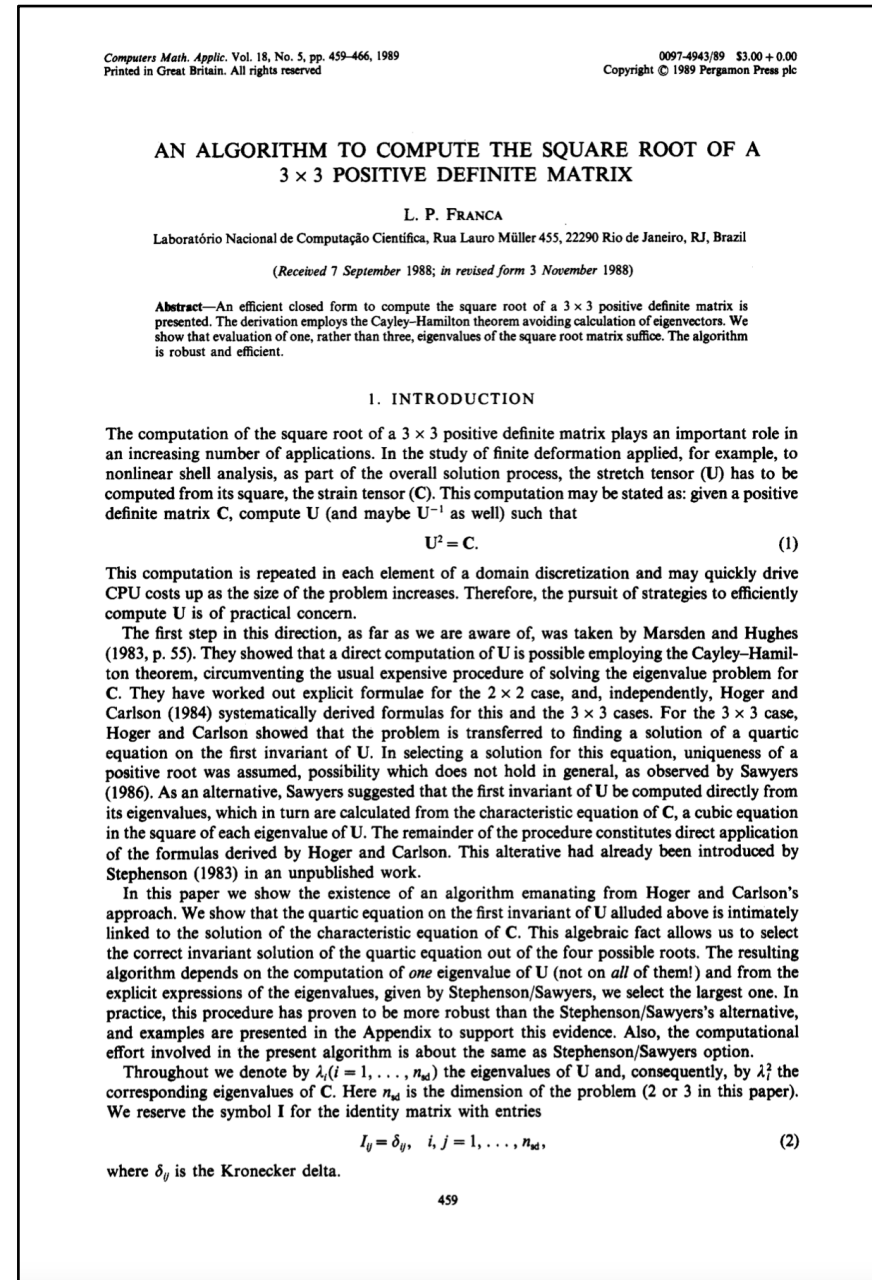 Computers Math. Applic. Vol. 18, No. 5, pp. 459–466, 1989
Printed in Great Britain. All rights reserved
0097-4943/89 $3.00 + 0.00
Copyright © 1989 Pergamon Press plc
AN ALGORITHM TO COMPUTE THE SQUARE ROOT OF A
3 × 3 POSITIVE DEFINITE MATRIX
L. P. FRANCA
Laboratório Nacional de Computação Científica, Rua Lauro Müller 455, 22290 Rio de Janeiro, RJ, Brazil
(Received 7 September 1988; in revised form 3 November 1988)
Abstract—An efficient closed form to compute the square root of a 3 × 3 positive definite matrix is
presented. The derivation employs the Cayley–Hamilton theorem avoiding calculation of eigenvectors. We
show that evaluation of one, rather than three, eigenvalues of the square root matrix suffice. The algorithm
is robust and efficient.
1. INTRODUCTION
The computation of the square root of a 3 × 3 positive definite matrix plays an important role in
an increasing number of applications. In the study of finite deformation applied, for example, to
nonlinear shell analysis, as part of the overall solution process, the stretch tensor (U) has to be
computed from its square, the strain tensor (C). This computation may be stated as: given a positive
definite matrix C, compute U (and maybe U⁻¹ as well) such that
U² = C. (1)
This computation is repeated in each element of a domain discretization and may quickly drive
CPU costs up as the size of the problem increases. Therefore, the pursuit of strategies to efficiently
compute U is of practical concern.
The first step in this direction, as far as we are aware of, was taken by Marsden and Hughes
(1983, p. 55). They showed that a direct computation of U is possible employing the Cayley–Hamil-
ton theorem, circumventing the usual expensive procedure of solving the eigenvalue problem for
C. They have worked out explicit formulae for the 2 × 2 case, and, independently, Hoger and
Carlson (1984) systematically derived formulas for this and the 3 × 3 cases. For the 3 × 3 case,
Hoger and Carlson showed that the problem is transferred to finding a solution of a quartic
equation on the first invariant of U. In selecting a solution for this equation, uniqueness of a
positive root was assumed, possibility which does not hold in general, as observed by Sawyers
(1986). As an alternative, Sawyers suggested that the first invariant of U be computed directly from
its eigenvalues, which in turn are calculated from the characteristic equation of C, a cubic equation
in the square of each eigenvalue of U. The remainder of the procedure constitutes direct application
of the formulas derived by Hoger and Carlson. This alterative had already been introduced by
Stephenson (1983) in an unpublished work.
In this paper we show the existence of an algorithm emanating from Hoger and Carlson's
approach. We show that the quartic equation on the first invariant of U alluded above is intimately
linked to the solution of the characteristic equation of C. This algebraic fact allows us to select
the correct invariant solution of the quartic equation out of the four possible roots. The resulting
algorithm depends on the computation of one eigenvalue of U (not on all of them!) and from the
explicit expressions of the eigenvalues, given by Stephenson/Sawyers, we select the largest one. In
practice, this procedure has proven to be more robust than the Stephenson/Sawyers's alternative,
and examples are presented in the Appendix to support this evidence. Also, the computational
effort involved in the present algorithm is about the same as Stephenson/Sawyers option.
Throughout we denote by λᵢ(i = 1, . . . , n_sd) the eigenvalues of U and, consequently, by λᵢ² the
corresponding eigenvalues of C. Here n_sd is the dimension of the problem (2 or 3 in this paper).
We reserve the symbol I for the identity matrix with entries
I_ij = δ_ij, i, j = 1, . . . , n_sd, (2)
where δ_ij is the Kronecker delta.
459